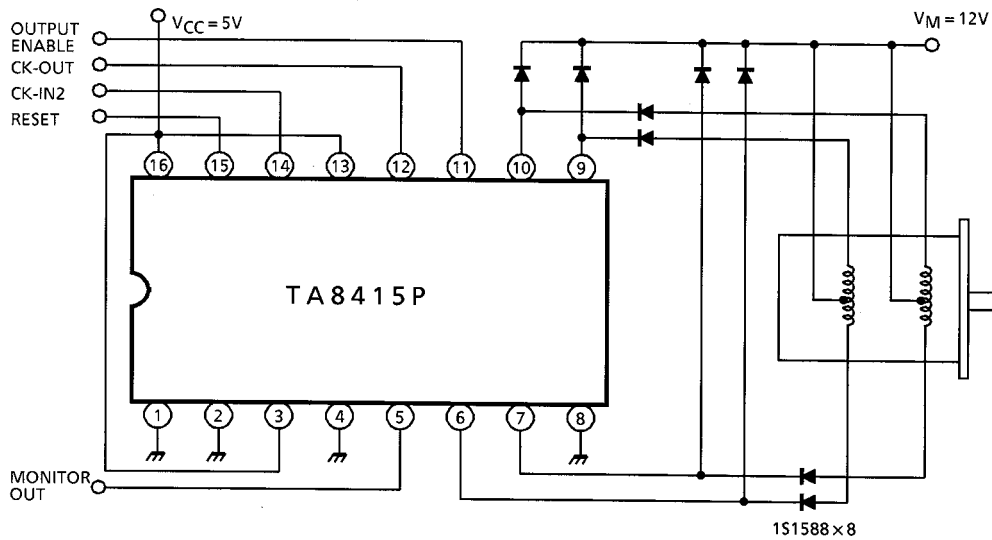 VCC = 5V
VM = 12V
OUTPUT
ENABLE
CK-OUT
CK-IN2
RESET
16 15 14 13 12 11 10 9
TA8415P
1 2 3 4 5 6 7 8
MONITOR
OUT
1S1588×8